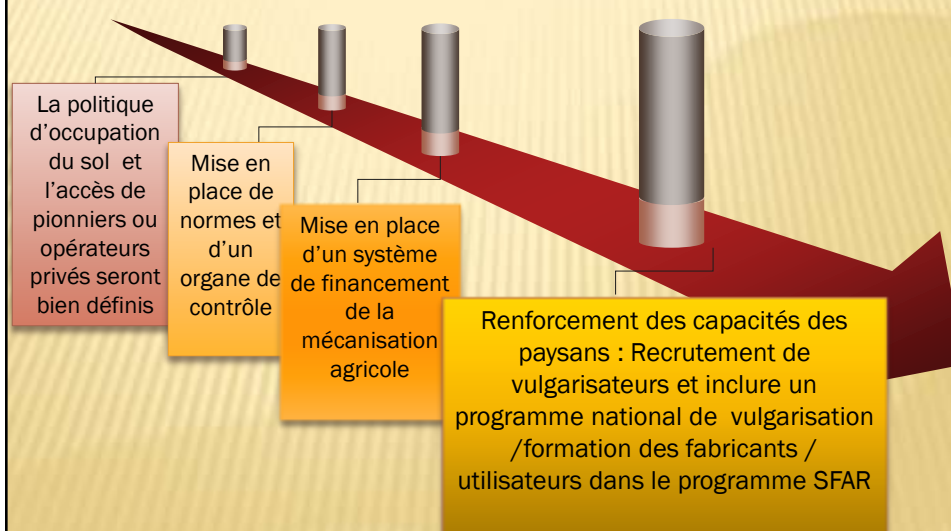 La politique
d'occupation
du sol et
l'accès de
pionniers ou
opérateurs
privés seront
bien définis
Mise en
place de
normes et
d'un
organe de
contrôle
Mise en place
d'un système
de financement
de la
mécanisation
agricole
Renforcement des capacités des
paysans : Recrutement de
vulgarisateurs et inclure un
programme national de vulgarisation
/formation des fabricants /
utilisateurs dans le programme SFAR